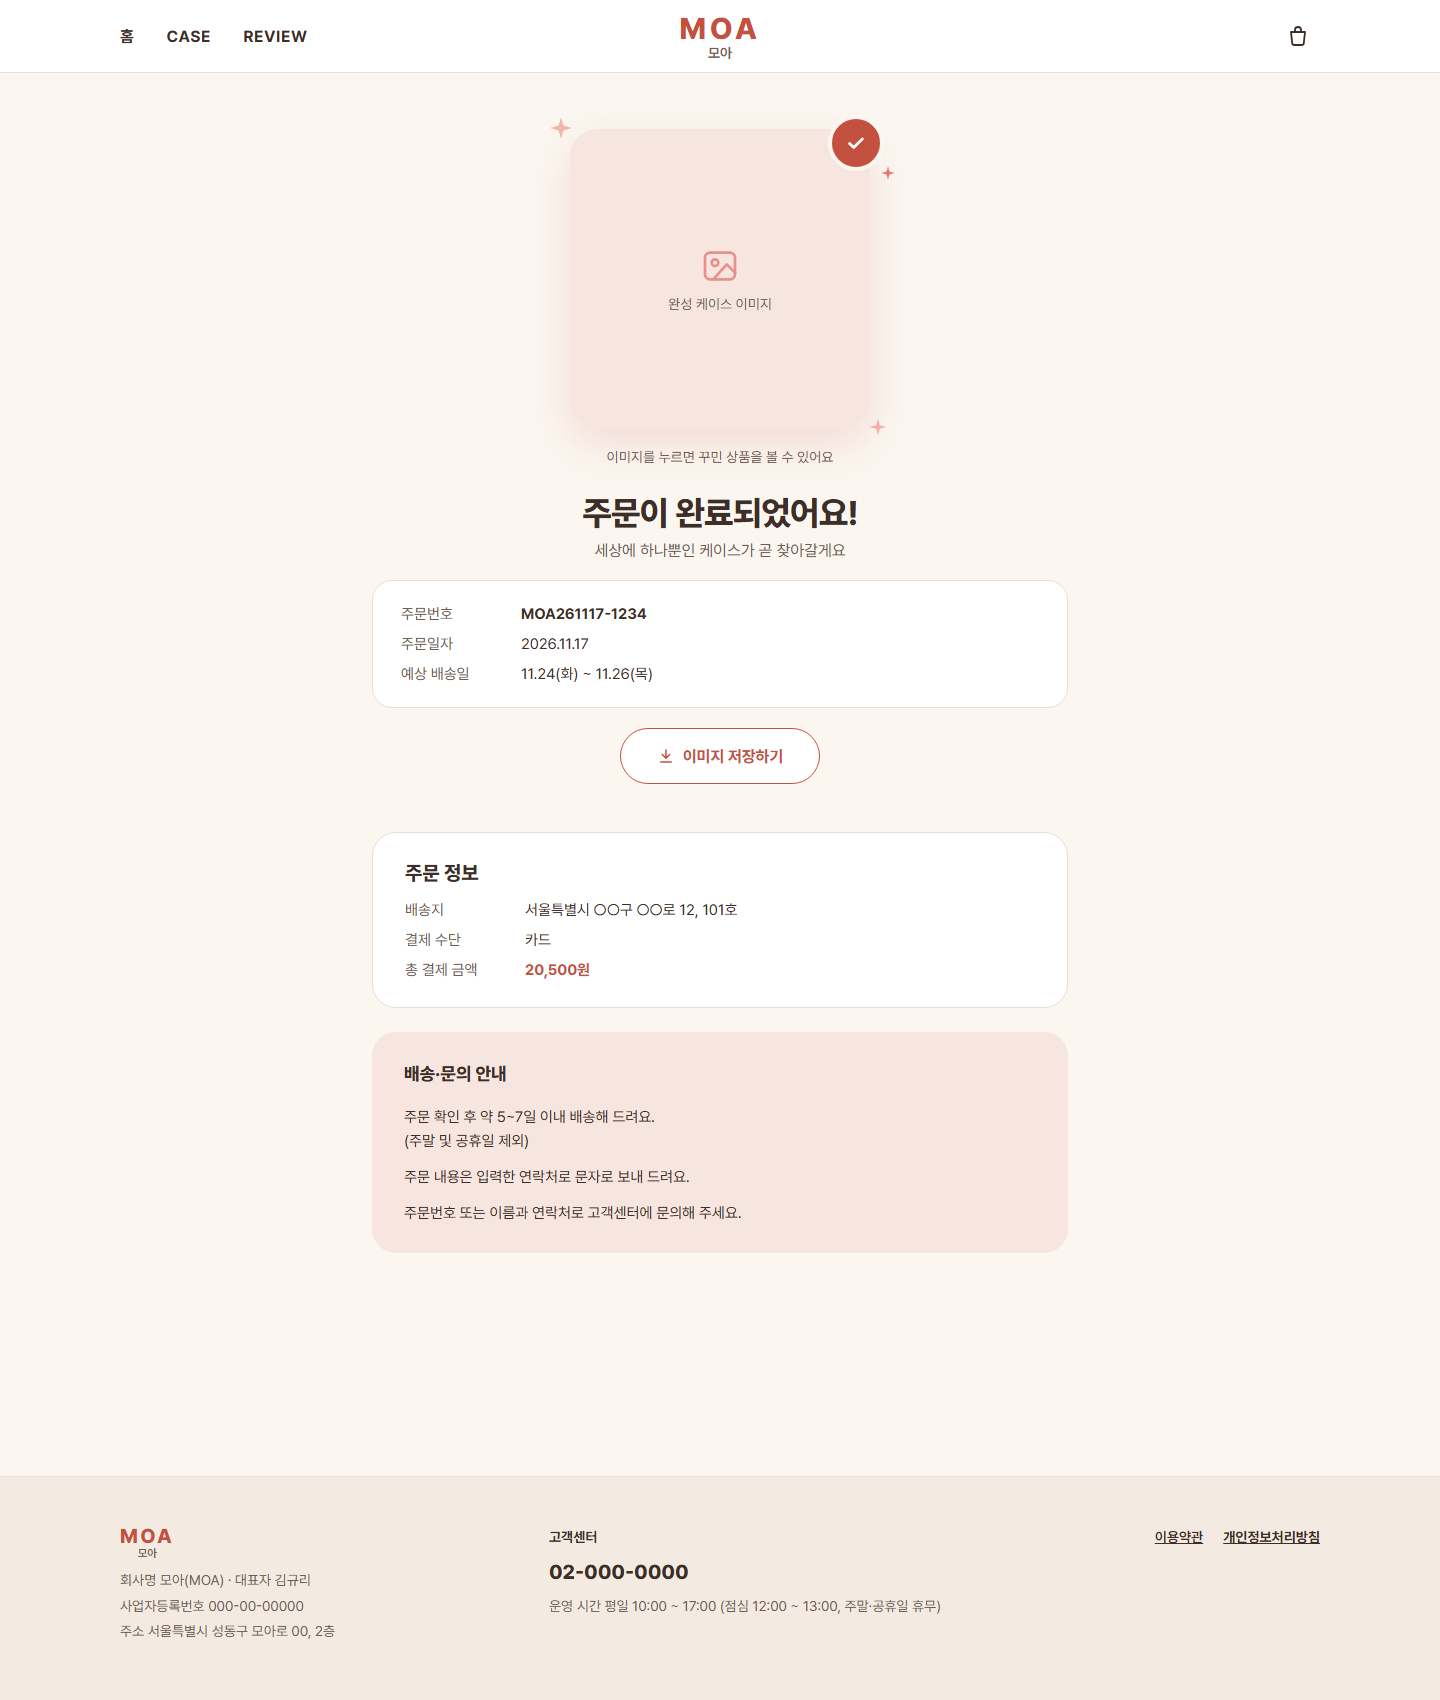 홈 CASE REVIEW
MOA
모아
완성 케이스 이미지
이미지를 누르면 꾸민 상품을 볼 수 있어요
주문이 완료되었어요!
세상에 하나뿐인 케이스가 곧 찾아갈게요
주문번호 MOA261117-1234
주문일자 2026.11.17
예상 배송일 11.24(화) ~ 11.26(목)
이미지 저장하기
주문 정보
배송지 서울특별시 ○○구 ○○로 12, 101호
결제 수단 카드
총 결제 금액 20,500원
배송·문의 안내
주문 확인 후 약 5~7일 이내 배송해 드려요.
(주말 및 공휴일 제외)
주문 내용은 입력한 연락처로 문자로 보내 드려요.
주문번호 또는 이름과 연락처로 고객센터에 문의해 주세요.
MOA
모아
회사명 모아(MOA) · 대표자 김규리
사업자등록번호 000-00-00000
주소 서울특별시 성동구 모아로 00, 2층
고객센터
02-000-0000
운영 시간 평일 10:00 ~ 17:00 (점심 12:00 ~ 13:00, 주말·공휴일 휴무)
이용약관 개인정보처리방침